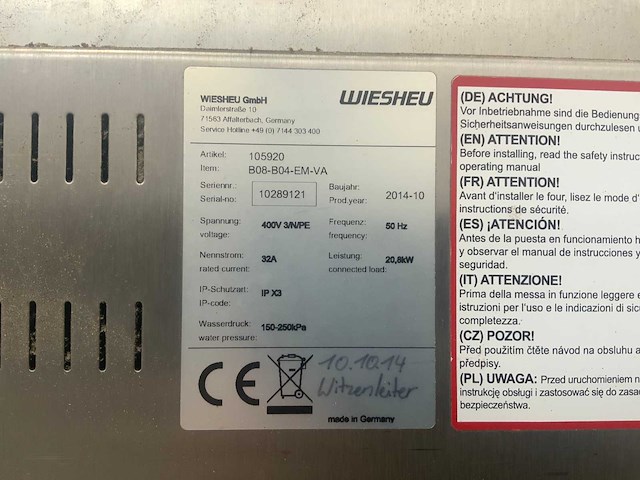 WIESHEU GmbH
Daimlerstraße 10
71563 Affalterbach, Germany
Service Hotline +49 (0) 7144 303 400
WIESHEU
Artikel: 105920
Item: B08-B04-EM-VA
Seriennr.: Baujahr:
Serial-no: 10289121 Prod.year: 2014-10
Spannung: 400V 3/N/PE Frequenz: 50 Hz
voltage: frequency:
Nennstrom: 32A Leistung: 20,8kW
rated current: connected load:
IP-Schutzart: IP X3
IP-code:
Wasserdruck: 150-250kPa
water pressure:
CE
10.10.14
Witzenleiter
made in Germany
(DE) ACHTUNG!
Vor Inbetriebnahme sind die Bedienung
Sicherheitsanweisungen durchzulesen u
(EN) ATTENTION!
Before installing, read the safety instruc
operating manual
(FR) ATTENTION!
Avant d'installer le four, lisez le mode d'
instructions de sécurité.
(ES) ¡ATENCIÓN!
Antes de la puesta en funcionamiento h
y observar el manual de instrucciones y
seguridad.
(IT) ATTENZIONE!
Prima della messa in funzione leggere e
istruzioni per l'uso e le indicazioni di sic
completezza.
(CZ) POZOR!
Před použitím čtěte návod na obsluhu a
předpisy.
(PL) UWAGA: Przed uruchomieniem n
instrukcję obsługi i zastosować się do zasa
bezpieczeństwa.